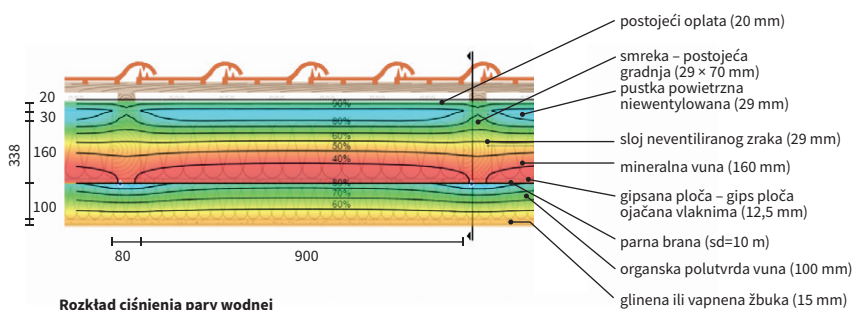 postojeći oplata (20 mm)
smreka – postojeća
gradnja (29 × 70 mm)
pustka powietrzna
niewentylowana (29 mm)
sloj neventiliranog zraka (29 mm)
mineralna vuna (160 mm)
gipsana ploča – gips ploča
ojačana vlaknima (12,5 mm)
parna brana (sd=10 m)
organska polutvrda vuna (100 mm)
glinena ili vapnena žbuka (15 mm)
20
30
338
160
100
90%
80%
60%
50%
40%
80%
70%
60%
80
900
Rozkład ciśnienia pary wodnej